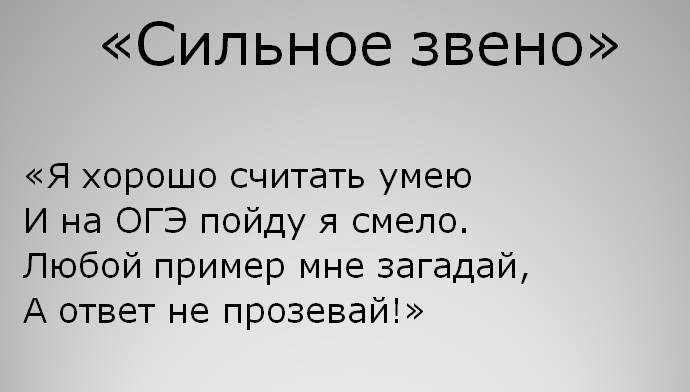 «Сильное звено»
«Я хорошо считать умею
И на ОГЭ пойду я смело.
Любой пример мне загадай,
А ответ не прозевай!»